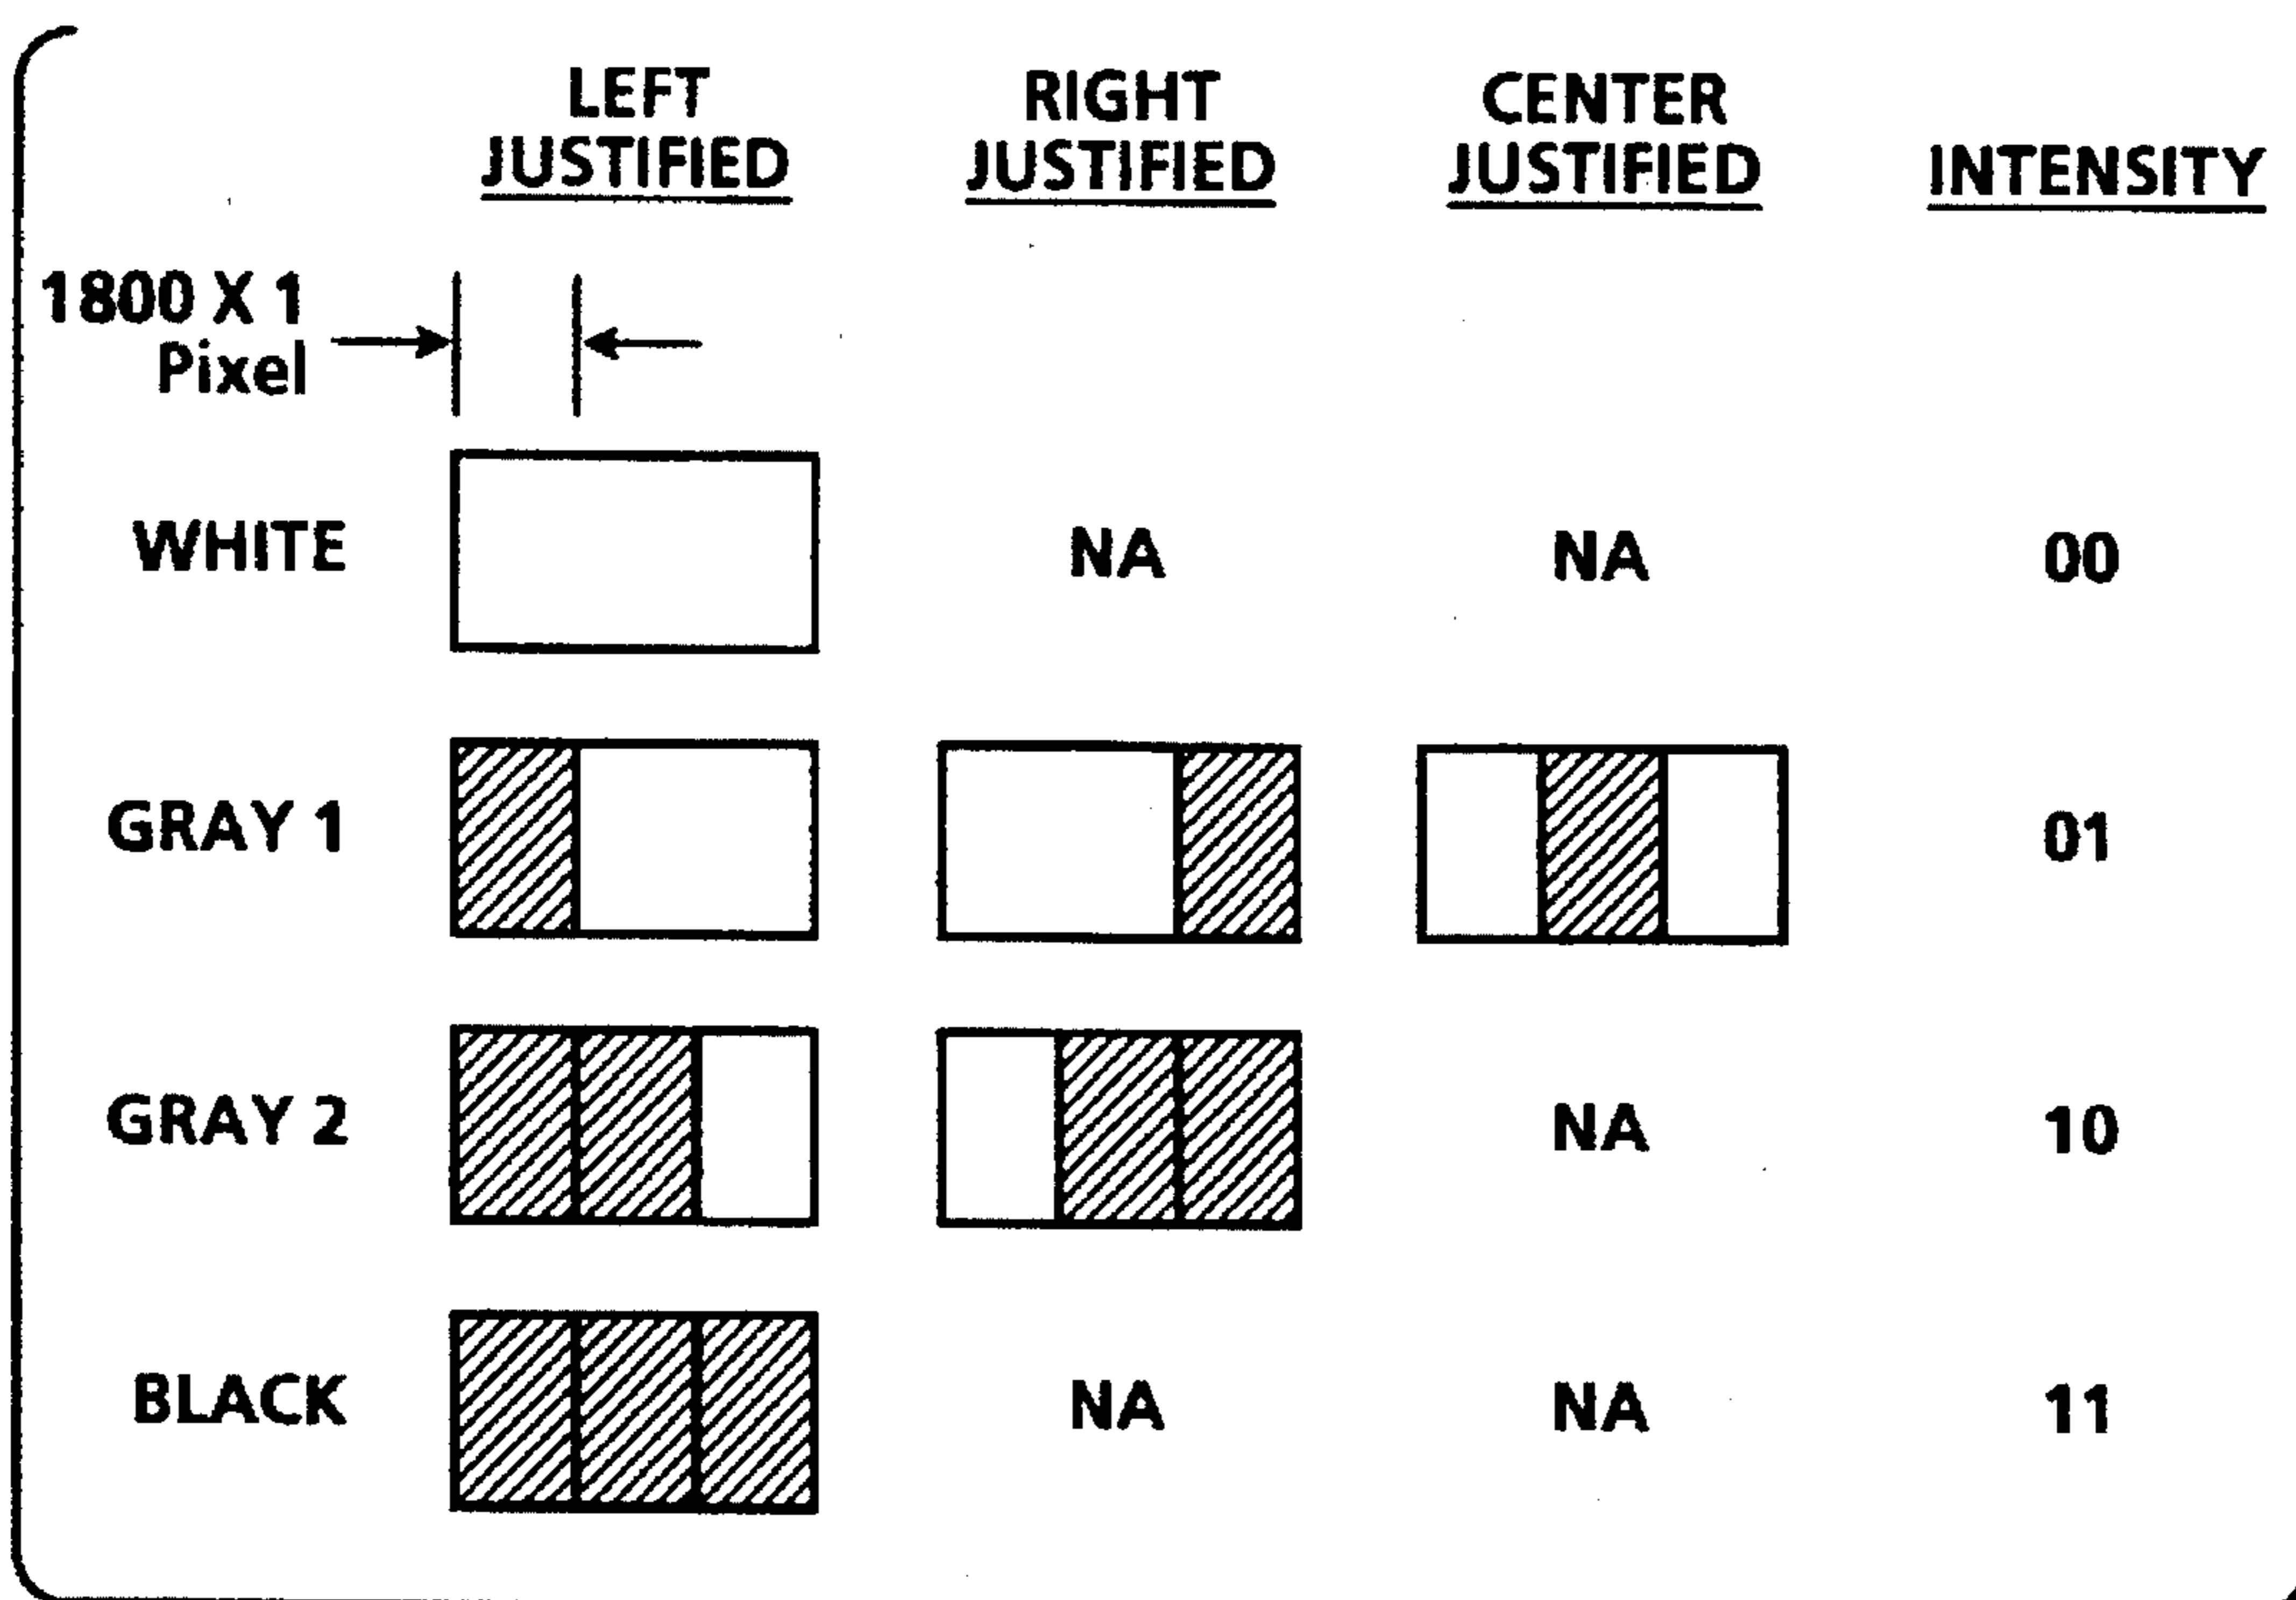 LEFT JUSTIFIED
RIGHT JUSTIFIED
CENTER JUSTIFIED
INTENSITY
1800 X 1
Pixel
WHITE NA NA 00
GRAY 1 01
GRAY 2 NA 10
BLACK NA NA 11